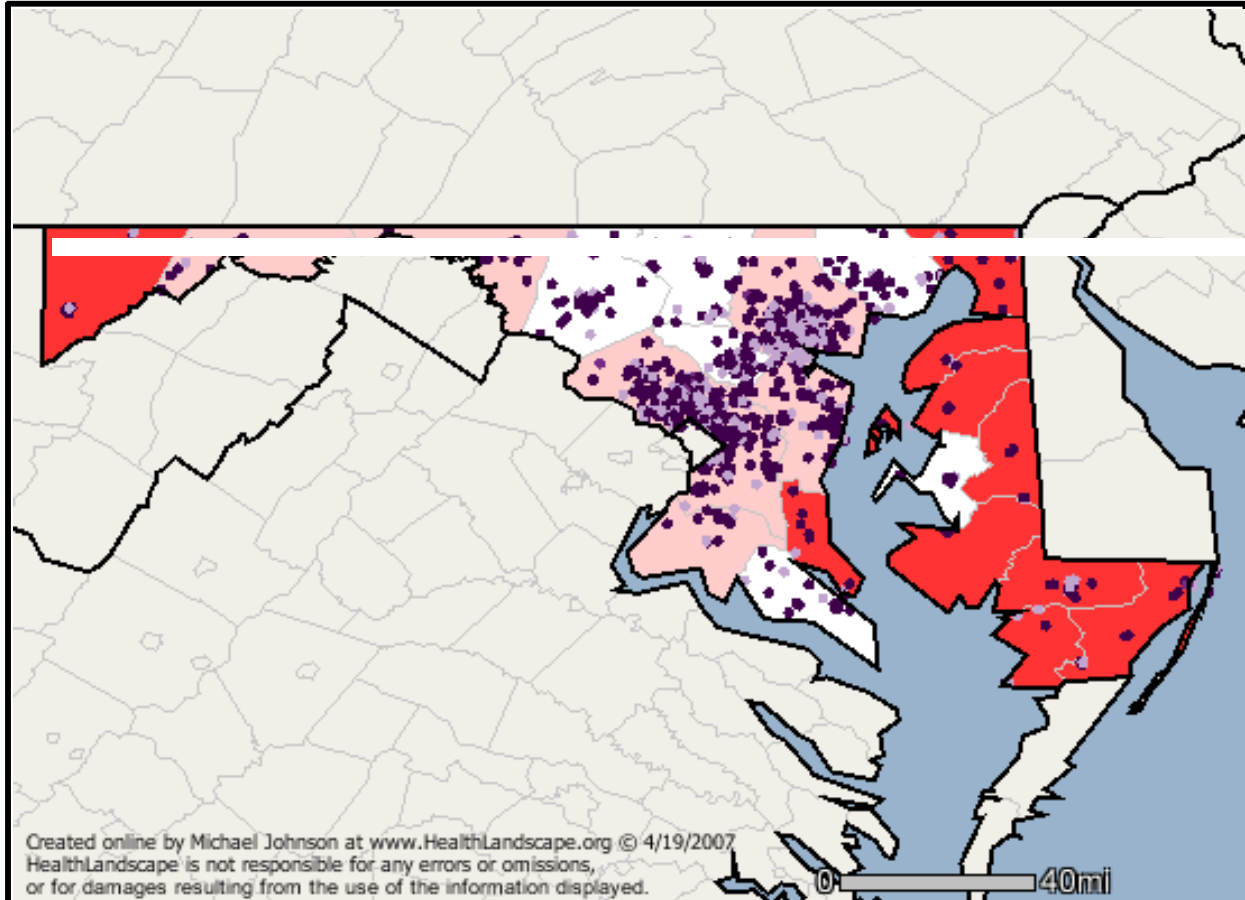 Created online by Michael Johnson at www.HealthLandscape.org © 4/19/2007
HealthLandscape is not responsible for any errors or omissions,
or for damages resulting from the use of the information displayed.
0 40mi